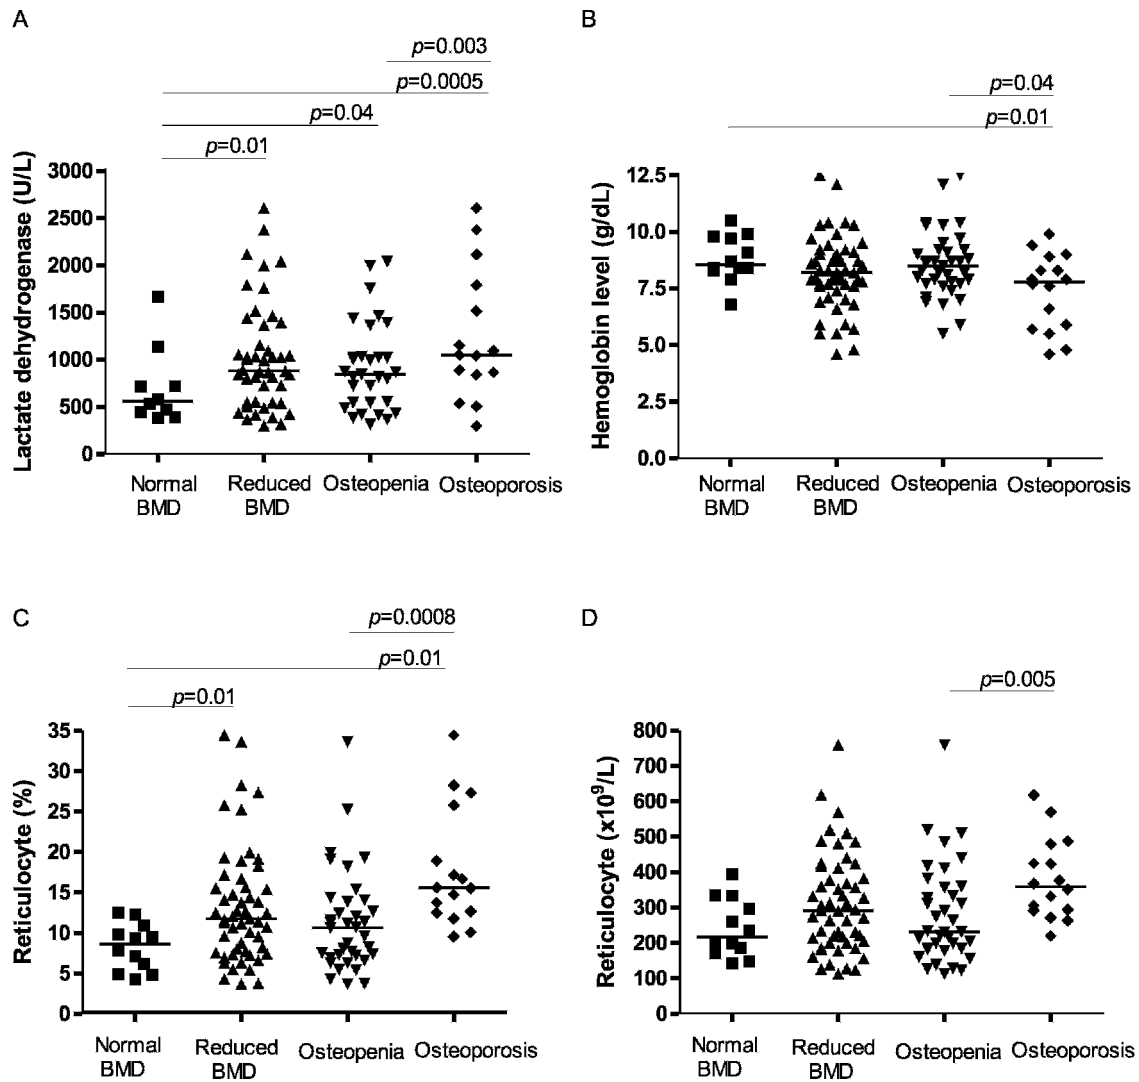 A
p=0.003
p=0.0005
p=0.04
p=0.01
Lactate dehydrogenase (U/L)
3000
2500
2000
1500
1000
500
0
Normal
BMD
Reduced
BMD
Osteopenia
Osteoporosis
B
p=0.04
p=0.01
Hemoglobin level (g/dL)
12.5
10.0
7.5
5.0
2.5
0.0
Normal
BMD
Reduced
BMD
Osteopenia
Osteoporosis
C
p=0.0008
p=0.01
p=0.01
Reticulocyte (%)
35
30
25
20
15
10
5
0
Normal
BMD
Reduced
BMD
Osteopenia
Osteoporosis
D
p=0.005
Reticulocyte (x10⁹/L)
800
700
600
500
400
300
200
100
0
Normal
BMD
Reduced
BMD
Osteopenia
Osteoporosis